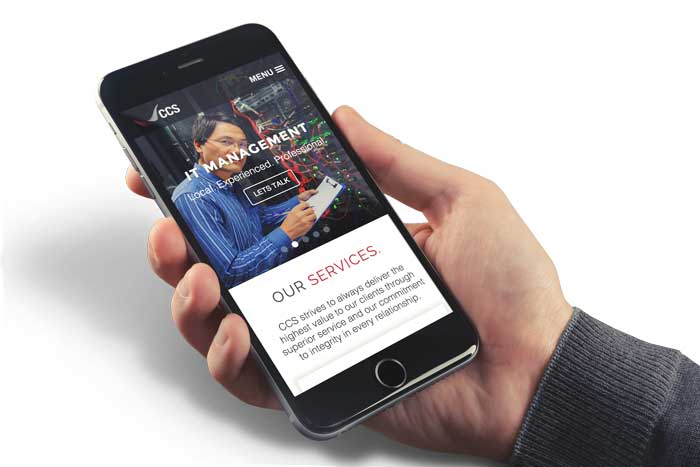 MENU
CCS
IT MANAGEMENT
Local. Experienced. Professional.
LETS TALK
OUR SERVICES.
CCS strives to always deliver the
highest value to our clients through
superior service and our commitment
to integrity in every relationship.